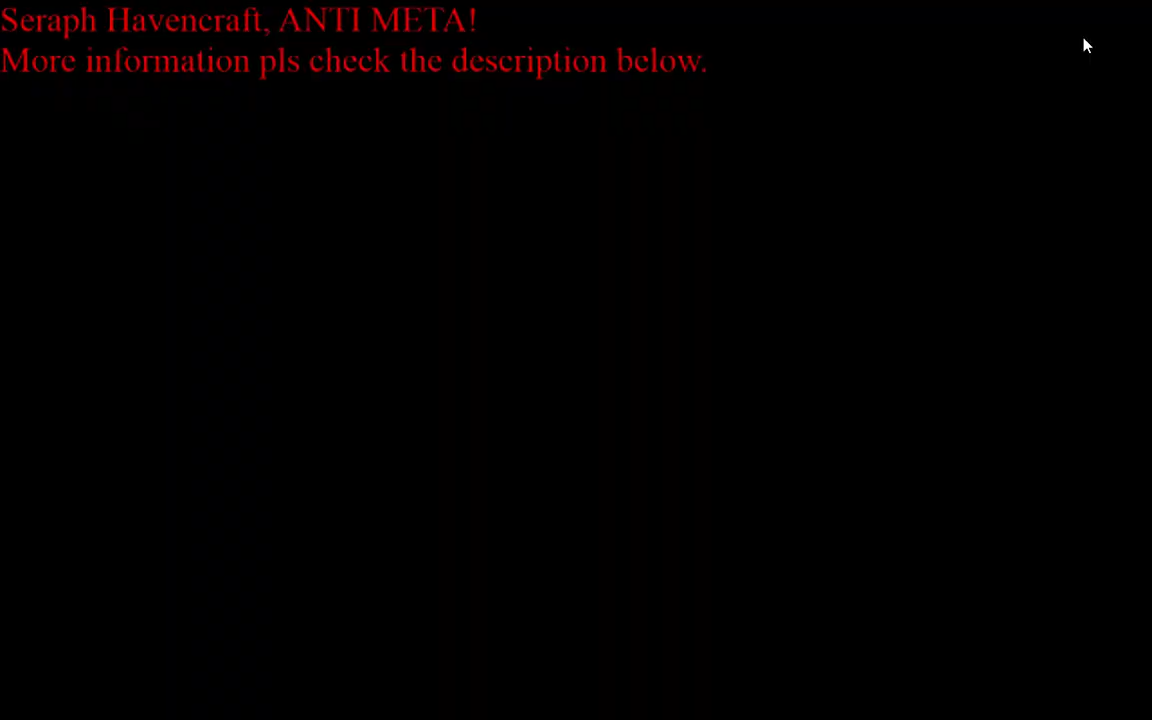 Seraph Havencraft, ANTI META!
More information pls check the description below.